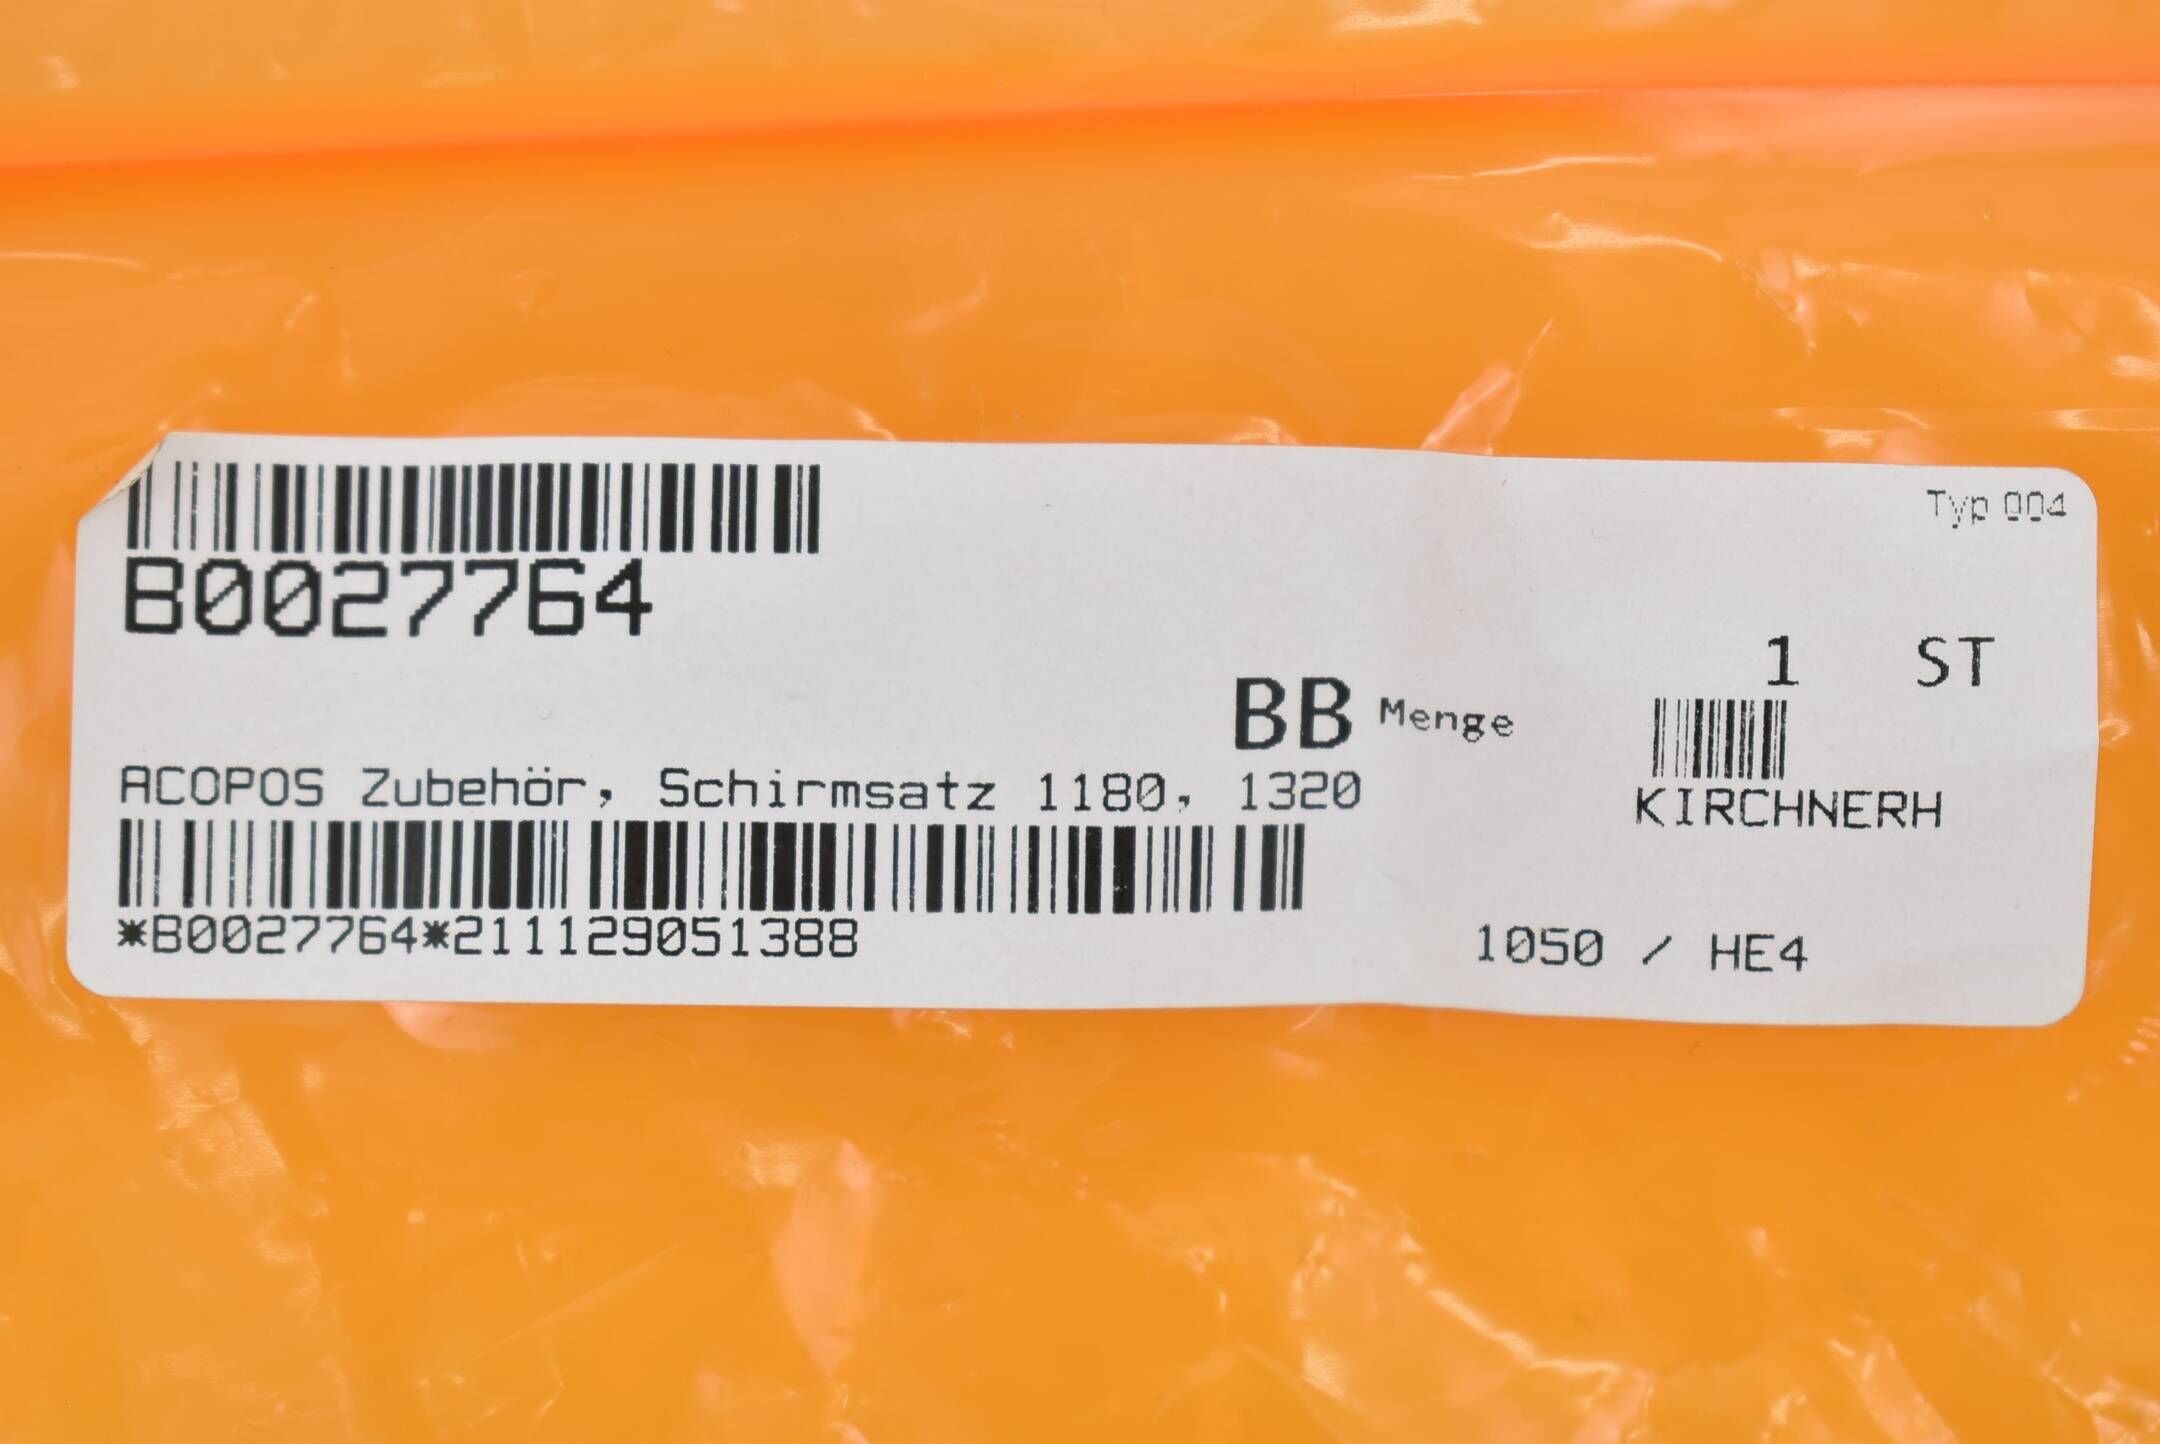 Typ 004
B0027764
1 ST
BB Menge
ACOPOS Zubehör, Schirmsatz 1180, 1320
KIRCHNERH
*B0027764*211129051388
1050 / HE4